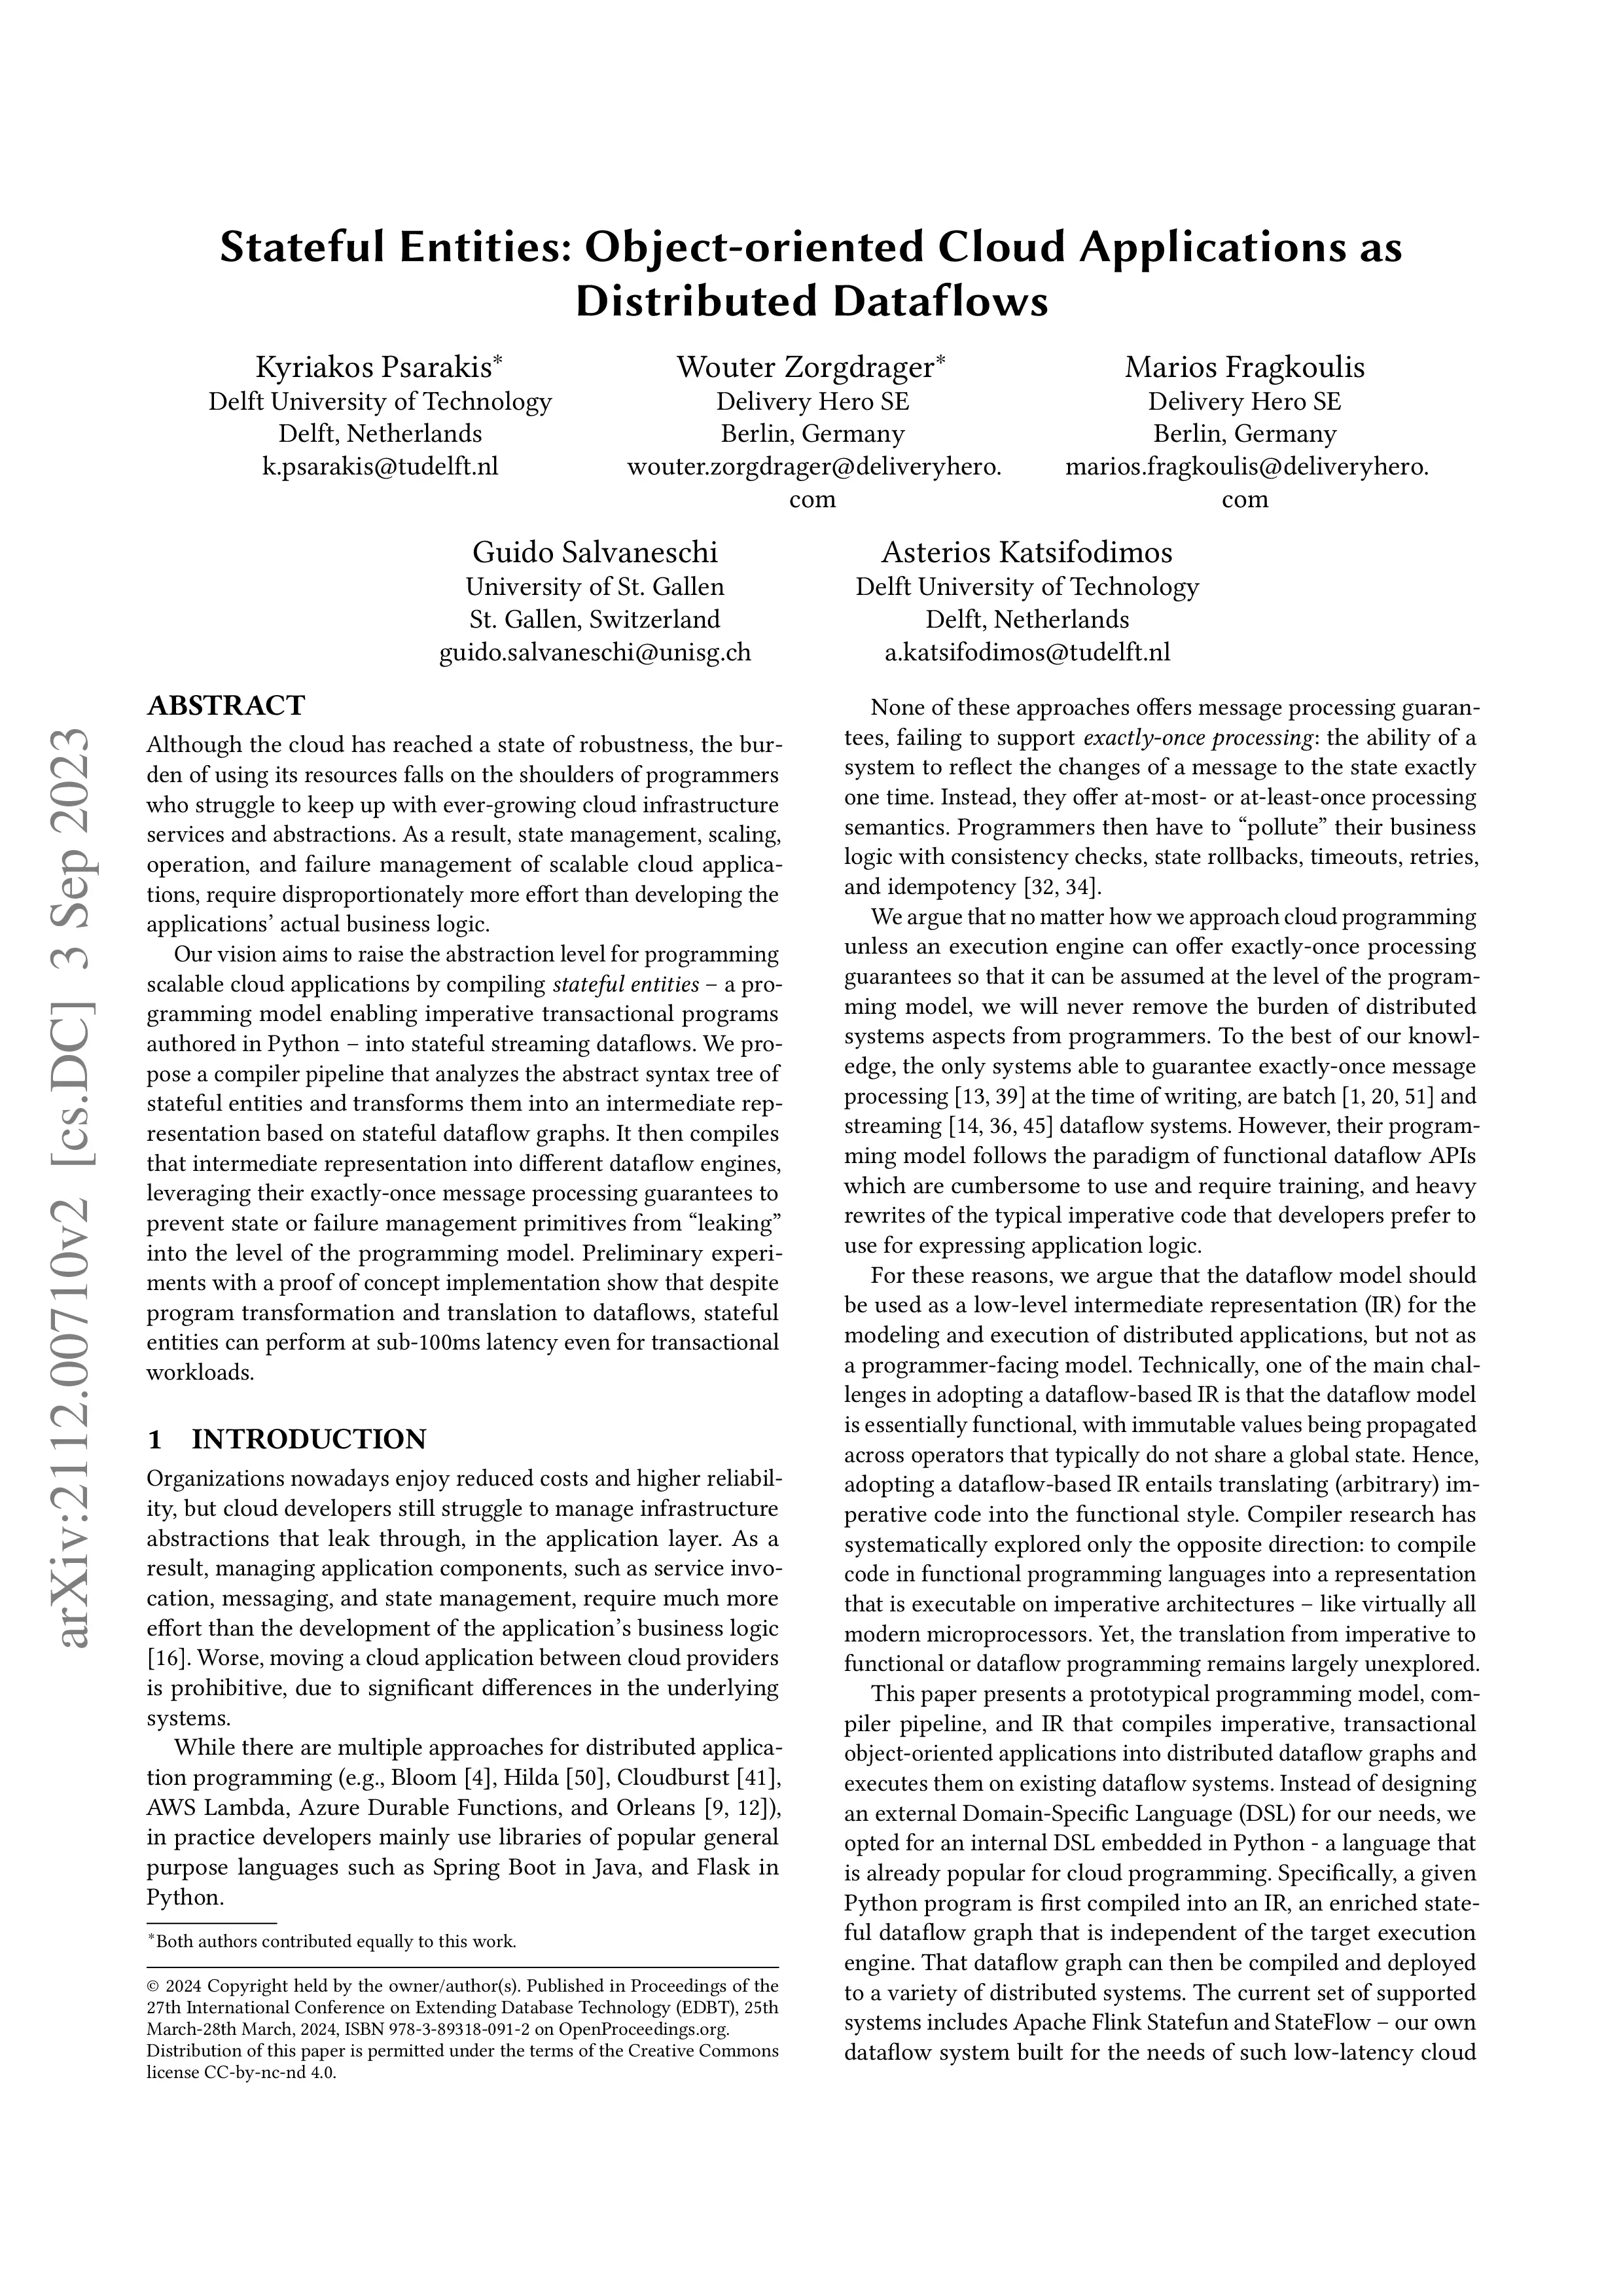 Stateful Entities: Object-oriented Cloud Applications as
Distributed Dataflows
Kyriakos Psarakis*
Delft University of Technology
Delft, Netherlands
k.psarakis@tudelft.nl
Wouter Zorgdrager*
Delivery Hero SE
Berlin, Germany
wouter.zorgdrager@deliveryhero.
com
Marios Fragkoulis
Delivery Hero SE
Berlin, Germany
marios.fragkoulis@deliveryhero.
com
Guido Salvaneschi
University of St. Gallen
St. Gallen, Switzerland
guido.salvaneschi@unisg.ch
Asterios Katsifodimos
Delft University of Technology
Delft, Netherlands
a.katsifodimos@tudelft.nl
arXiv:2112.00710v2 [cs.DC] 3 Sep 2023
ABSTRACT
Although the cloud has reached a state of robustness, the bur-
den of using its resources falls on the shoulders of programmers
who struggle to keep up with ever-growing cloud infrastructure
services and abstractions. As a result, state management, scaling,
operation, and failure management of scalable cloud applica-
tions, require disproportionately more effort than developing the
applications' actual business logic.
Our vision aims to raise the abstraction level for programming
scalable cloud applications by compiling stateful entities – a pro-
gramming model enabling imperative transactional programs
authored in Python – into stateful streaming dataflows. We pro-
pose a compiler pipeline that analyzes the abstract syntax tree of
stateful entities and transforms them into an intermediate rep-
resentation based on stateful dataflow graphs. It then compiles
that intermediate representation into different dataflow engines,
leveraging their exactly-once message processing guarantees to
prevent state or failure management primitives from “leaking”
into the level of the programming model. Preliminary experi-
ments with a proof of concept implementation show that despite
program transformation and translation to dataflows, stateful
entities can perform at sub-100ms latency even for transactional
workloads.
1 INTRODUCTION
Organizations nowadays enjoy reduced costs and higher reliabil-
ity, but cloud developers still struggle to manage infrastructure
abstractions that leak through, in the application layer. As a
result, managing application components, such as service invo-
cation, messaging, and state management, require much more
effort than the development of the application's business logic
[16]. Worse, moving a cloud application between cloud providers
is prohibitive, due to significant differences in the underlying
systems.
While there are multiple approaches for distributed applica-
tion programming (e.g., Bloom [4], Hilda [50], Cloudburst [41],
AWS Lambda, Azure Durable Functions, and Orleans [9, 12]),
in practice developers mainly use libraries of popular general
purpose languages such as Spring Boot in Java, and Flask in
Python.
*Both authors contributed equally to this work.
© 2024 Copyright held by the owner/author(s). Published in Proceedings of the
27th International Conference on Extending Database Technology (EDBT), 25th
March-28th March, 2024, ISBN 978-3-89318-091-2 on OpenProceedings.org.
Distribution of this paper is permitted under the terms of the Creative Commons
license CC-by-nc-nd 4.0.
None of these approaches offers message processing guaran-
tees, failing to support exactly-once processing: the ability of a
system to reflect the changes of a message to the state exactly
one time. Instead, they offer at-most- or at-least-once processing
semantics. Programmers then have to “pollute” their business
logic with consistency checks, state rollbacks, timeouts, retries,
and idempotency [32, 34].
We argue that no matter how we approach cloud programming
unless an execution engine can offer exactly-once processing
guarantees so that it can be assumed at the level of the program-
ming model, we will never remove the burden of distributed
systems aspects from programmers. To the best of our knowl-
edge, the only systems able to guarantee exactly-once message
processing [13, 39] at the time of writing, are batch [1, 20, 51] and
streaming [14, 36, 45] dataflow systems. However, their program-
ming model follows the paradigm of functional dataflow APIs
which are cumbersome to use and require training, and heavy
rewrites of the typical imperative code that developers prefer to
use for expressing application logic.
For these reasons, we argue that the dataflow model should
be used as a low-level intermediate representation (IR) for the
modeling and execution of distributed applications, but not as
a programmer-facing model. Technically, one of the main chal-
lenges in adopting a dataflow-based IR is that the dataflow model
is essentially functional, with immutable values being propagated
across operators that typically do not share a global state. Hence,
adopting a dataflow-based IR entails translating (arbitrary) im-
perative code into the functional style. Compiler research has
systematically explored only the opposite direction: to compile
code in functional programming languages into a representation
that is executable on imperative architectures – like virtually all
modern microprocessors. Yet, the translation from imperative to
functional or dataflow programming remains largely unexplored.
This paper presents a prototypical programming model, com-
piler pipeline, and IR that compiles imperative, transactional
object-oriented applications into distributed dataflow graphs and
executes them on existing dataflow systems. Instead of designing
an external Domain-Specific Language (DSL) for our needs, we
opted for an internal DSL embedded in Python - a language that
is already popular for cloud programming. Specifically, a given
Python program is first compiled into an IR, an enriched state-
ful dataflow graph that is independent of the target execution
engine. That dataflow graph can then be compiled and deployed
to a variety of distributed systems. The current set of supported
systems includes Apache Flink Statefun and StateFlow – our own
dataflow system built for the needs of such low-latency cloud